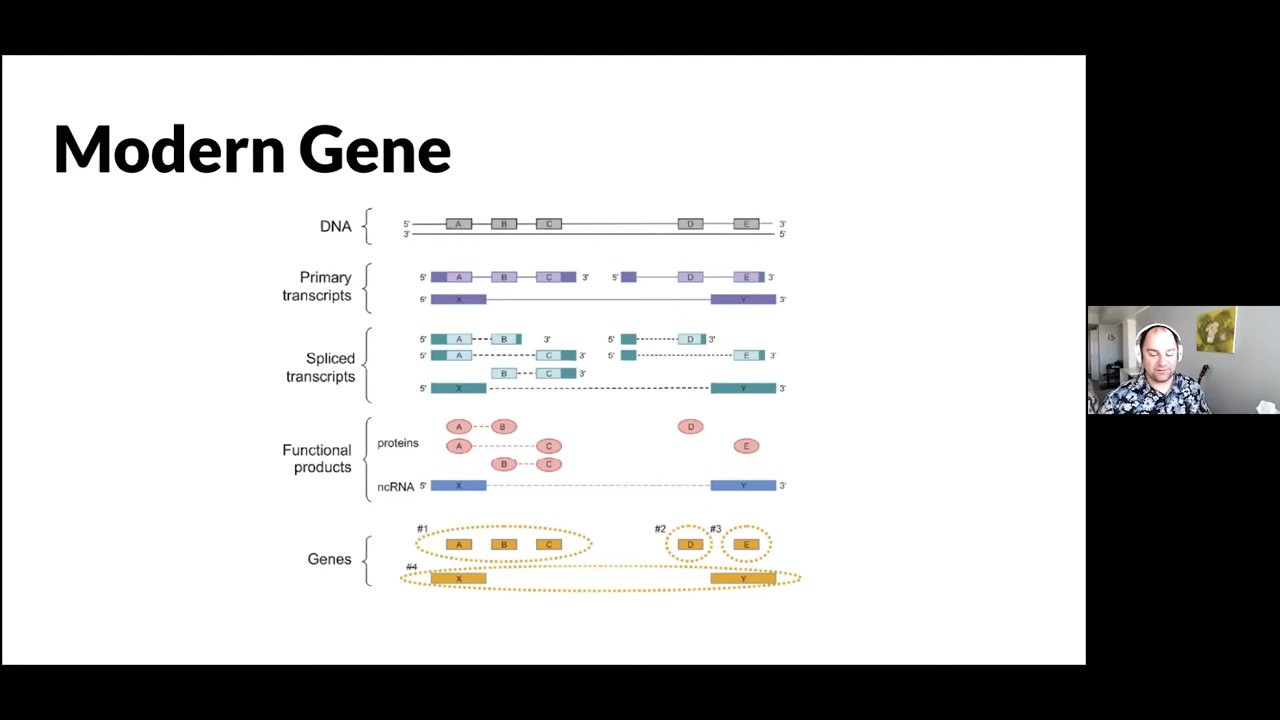 Modern Gene
DNA
5' A B C D E 3'
3' 5'
Primary
transcripts
5' A B C 3' 5' D E 3'
5' X Y 3'
Spliced
transcripts
5' A B 3' 5' D 3'
5' A C 3' 5' E 3'
B C 3'
5' X Y 3'
Functional
products
proteins
A B D
A C E
B C
ncRNA 5' X Y 3'
Genes
#1 #2 #3
A B C D E
#4
X Y